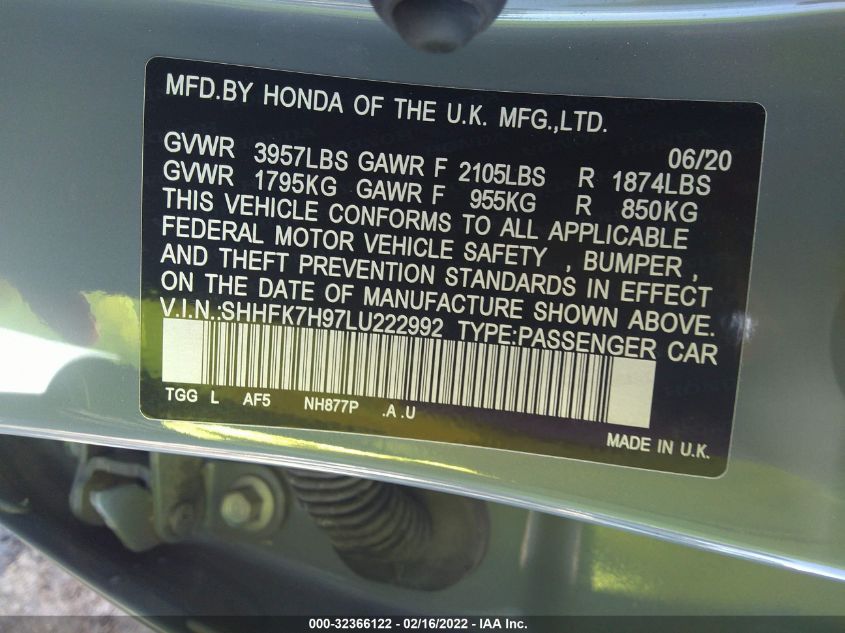 MFD.BY HONDA OF THE U.K. MFG.,LTD.
06/20
GVWR 3957LBS GAWR F 2105LBS R 1874LBS
GVWR 1795KG GAWR F 955KG R 850KG
THIS VEHICLE CONFORMS TO ALL APPLICABLE
FEDERAL MOTOR VEHICLE SAFETY , BUMPER ,
AND THEFT PREVENTION STANDARDS IN EFFECT
ON THE DATE OF MANUFACTURE SHOWN ABOVE.
V.I.N.:SHHFK7H97LU222992 TYPE:PASSENGER CAR
TGG L AF5 NH877P .A .U
MADE IN U.K.
000-32366122 - 02/16/2022 - IAA Inc.